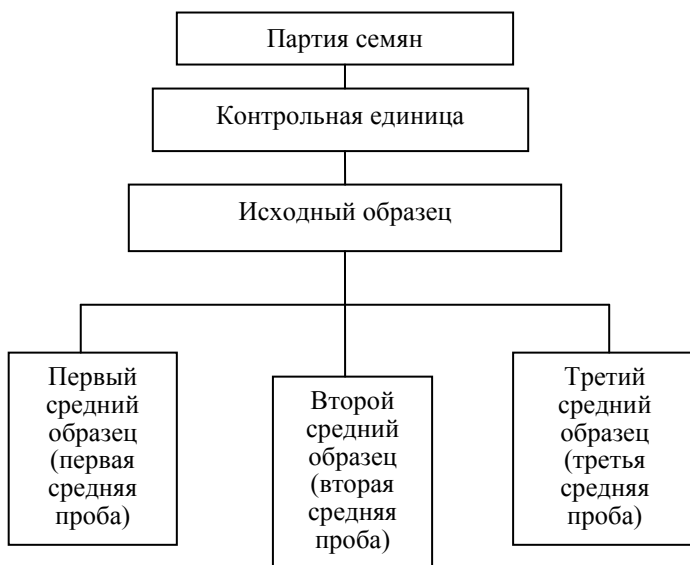 Партия семян
Контрольная единица
Исходный образец
Первый
средний
образец
(первая
средняя
проба)
Второй
средний
образец
(вторая
средняя
проба)
Третий
средний
образец
(третья
средняя
проба)